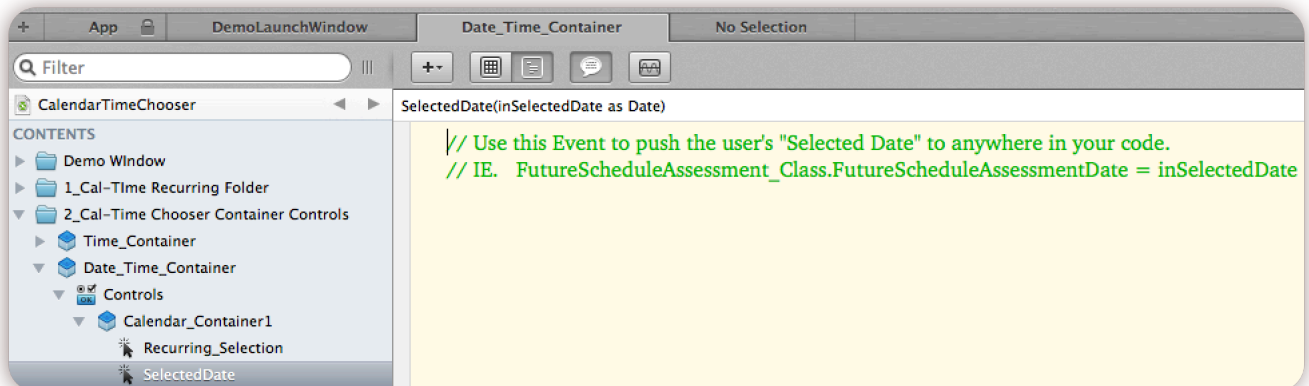 + App DemoLaunchWindow Date_Time_Container No Selection
Filter
CalendarTimeChooser
SelectedDate(inSelectedDate as Date)
CONTENTS
Demo WIndow
1_Cal-TIme Recurring Folder
2_Cal-Time Chooser Container Controls
Time_Container
Date_Time_Container
OK Controls
Calendar_Container1
Recurring_Selection
SelectedDate
// Use this Event to push the user's "Selected Date" to anywhere in your code.
// IE. FutureScheduleAssessment_Class.FutureScheduleAssessmentDate = inSelectedDate